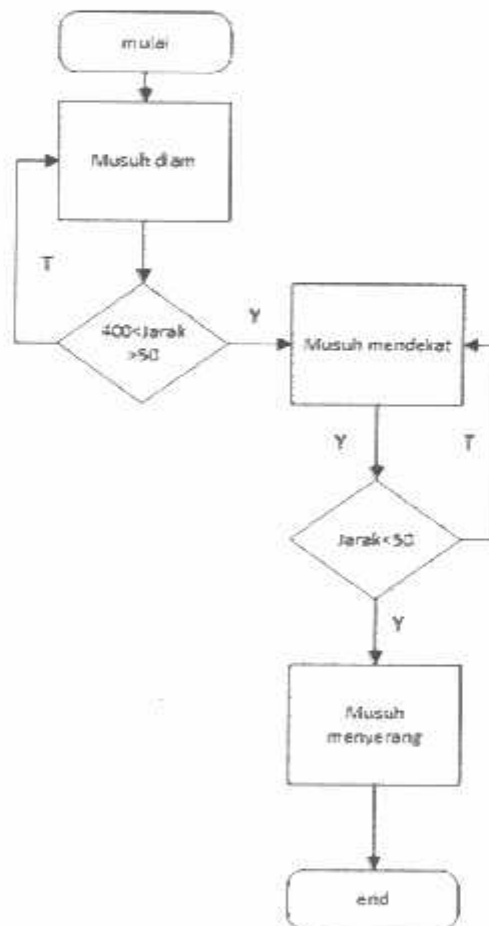 mulai
Musuh diam
T
400<Jarak
>50
Y
Musuh mendekat
Y
T
Jarak<50
Y
Musuh
menyerang
end